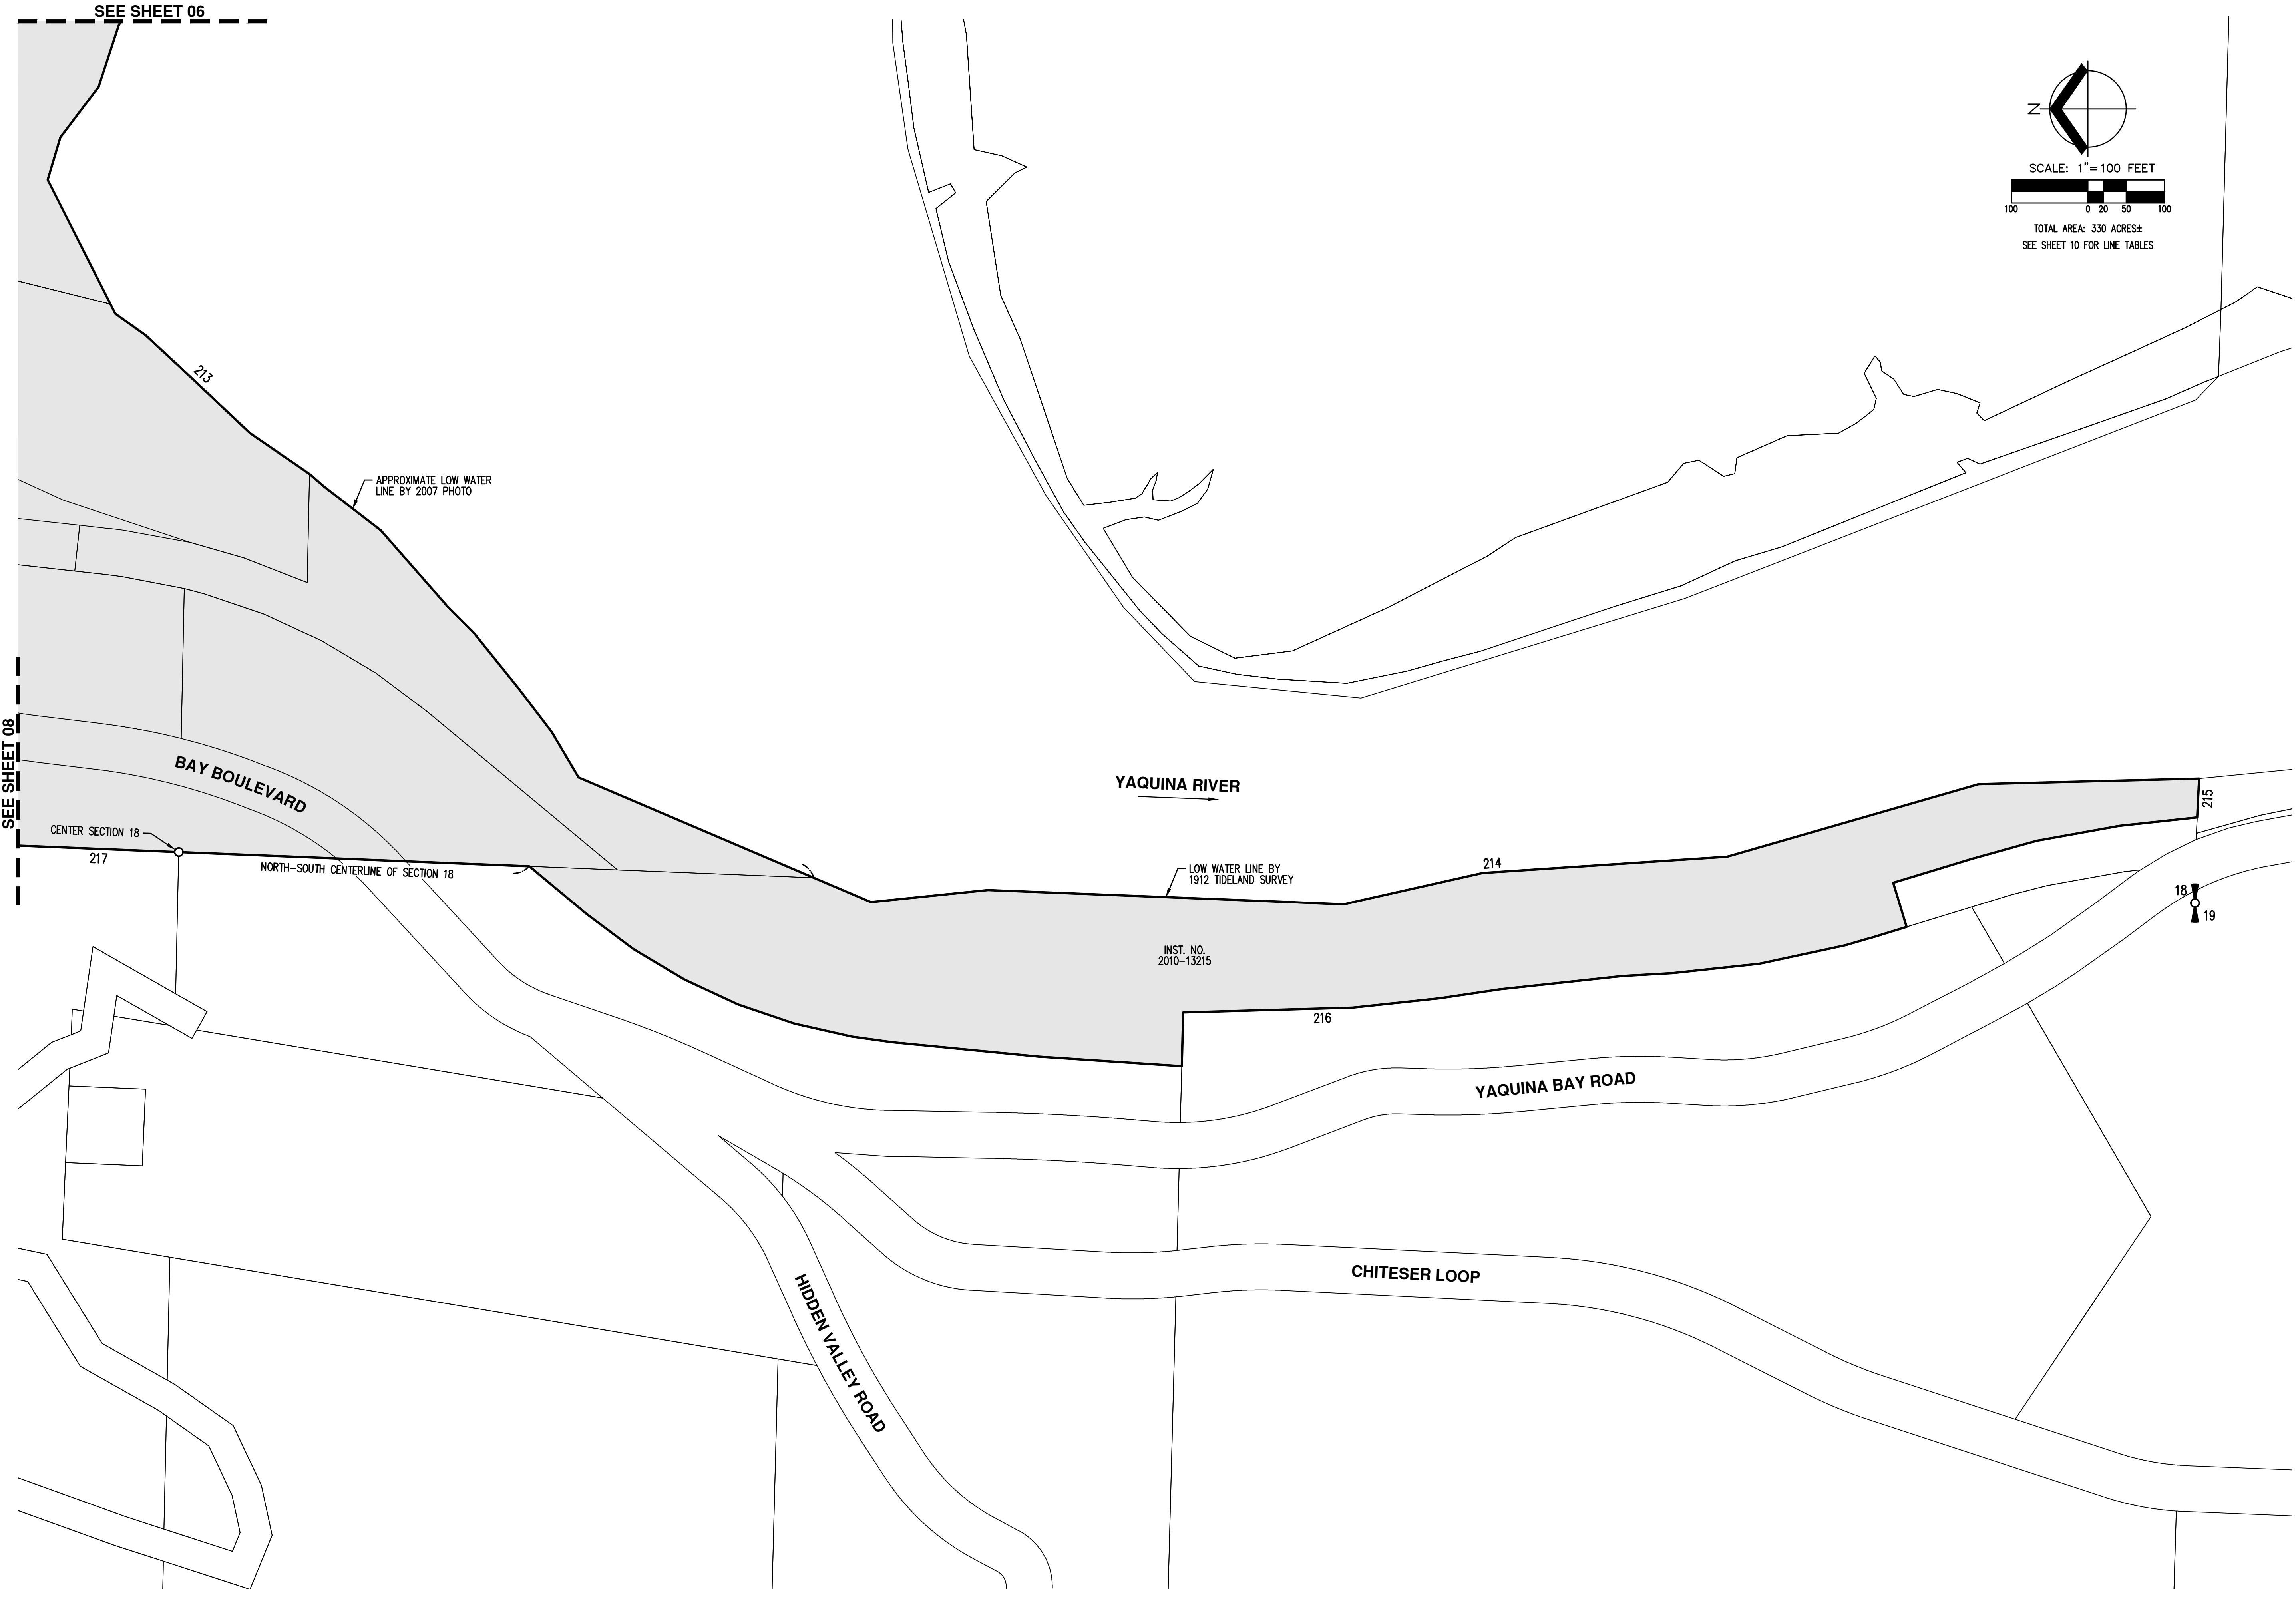 SEE SHEET 06
N
SCALE: 1"=100 FEET
100 0 20 50 100
TOTAL AREA: 330 ACRES±
SEE SHEET 10 FOR LINE TABLES
213
APPROXIMATE LOW WATER
LINE BY 2007 PHOTO
SEE SHEET 08
BAY BOULEVARD
YAQUINA RIVER
215
CENTER SECTION 18
217
NORTH-SOUTH CENTERLINE OF SECTION 18
LOW WATER LINE BY
1912 TIDELAND SURVEY
214
18
19
INST. NO.
2010-13215
216
YAQUINA BAY ROAD
CHITESER LOOP
HIDDEN VALLEY ROAD